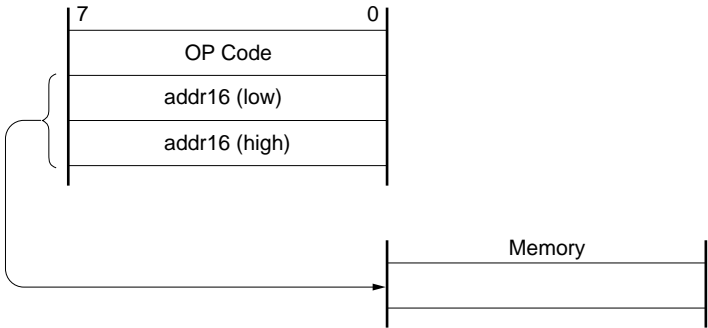 7 0
OP Code
addr16 (low)
addr16 (high)
Memory